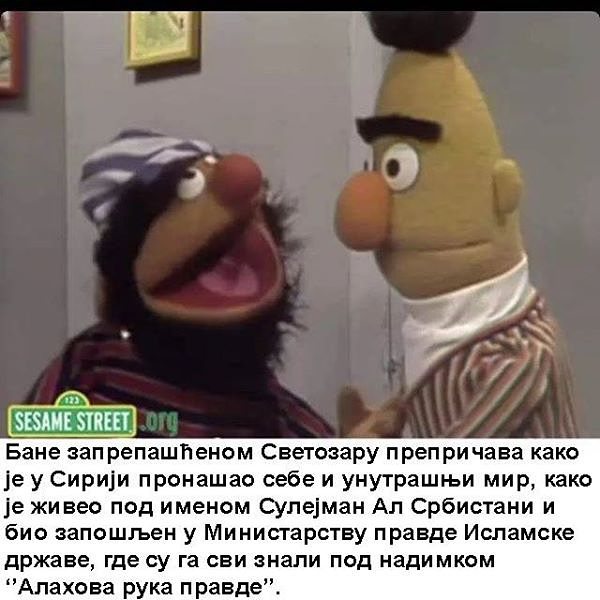 123
SESAME STREET.org
Бане запрепашћеном Светозару препричава како
је у Сирији пронашао себе и унутрашњи мир, како
је живео под именом Сулејман Ал Србистани и
био запошљен у Министарству правде Исламске
државе, где су га сви знали под надимком
‘’Алахова рука правде’’.